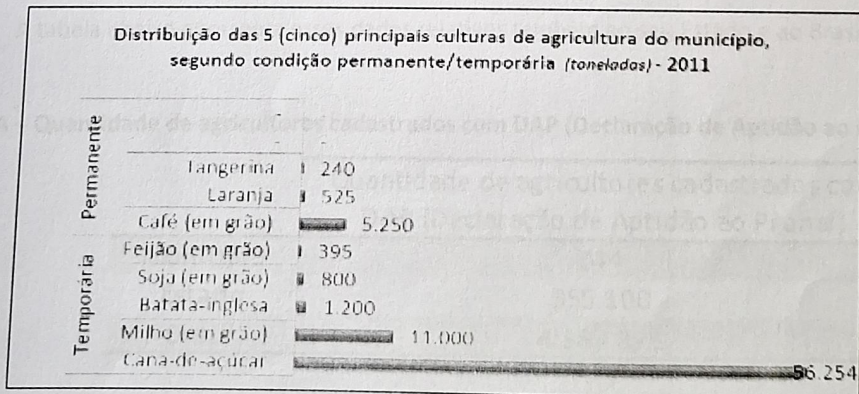 Distribuição das 5 (cinco) principais culturas de agricultura do município,
segundo condição permanente/temporária (toneladas) - 2011
Permanente
Tangerina 240
Laranja 525
Café (em grão) 5.250
Temporária
Feijão (em grão) 395
Soja (em grão) 800
Batata-inglesa 1.200
Milho (em grão) 11.000
Cana-de-açúcar 56.254